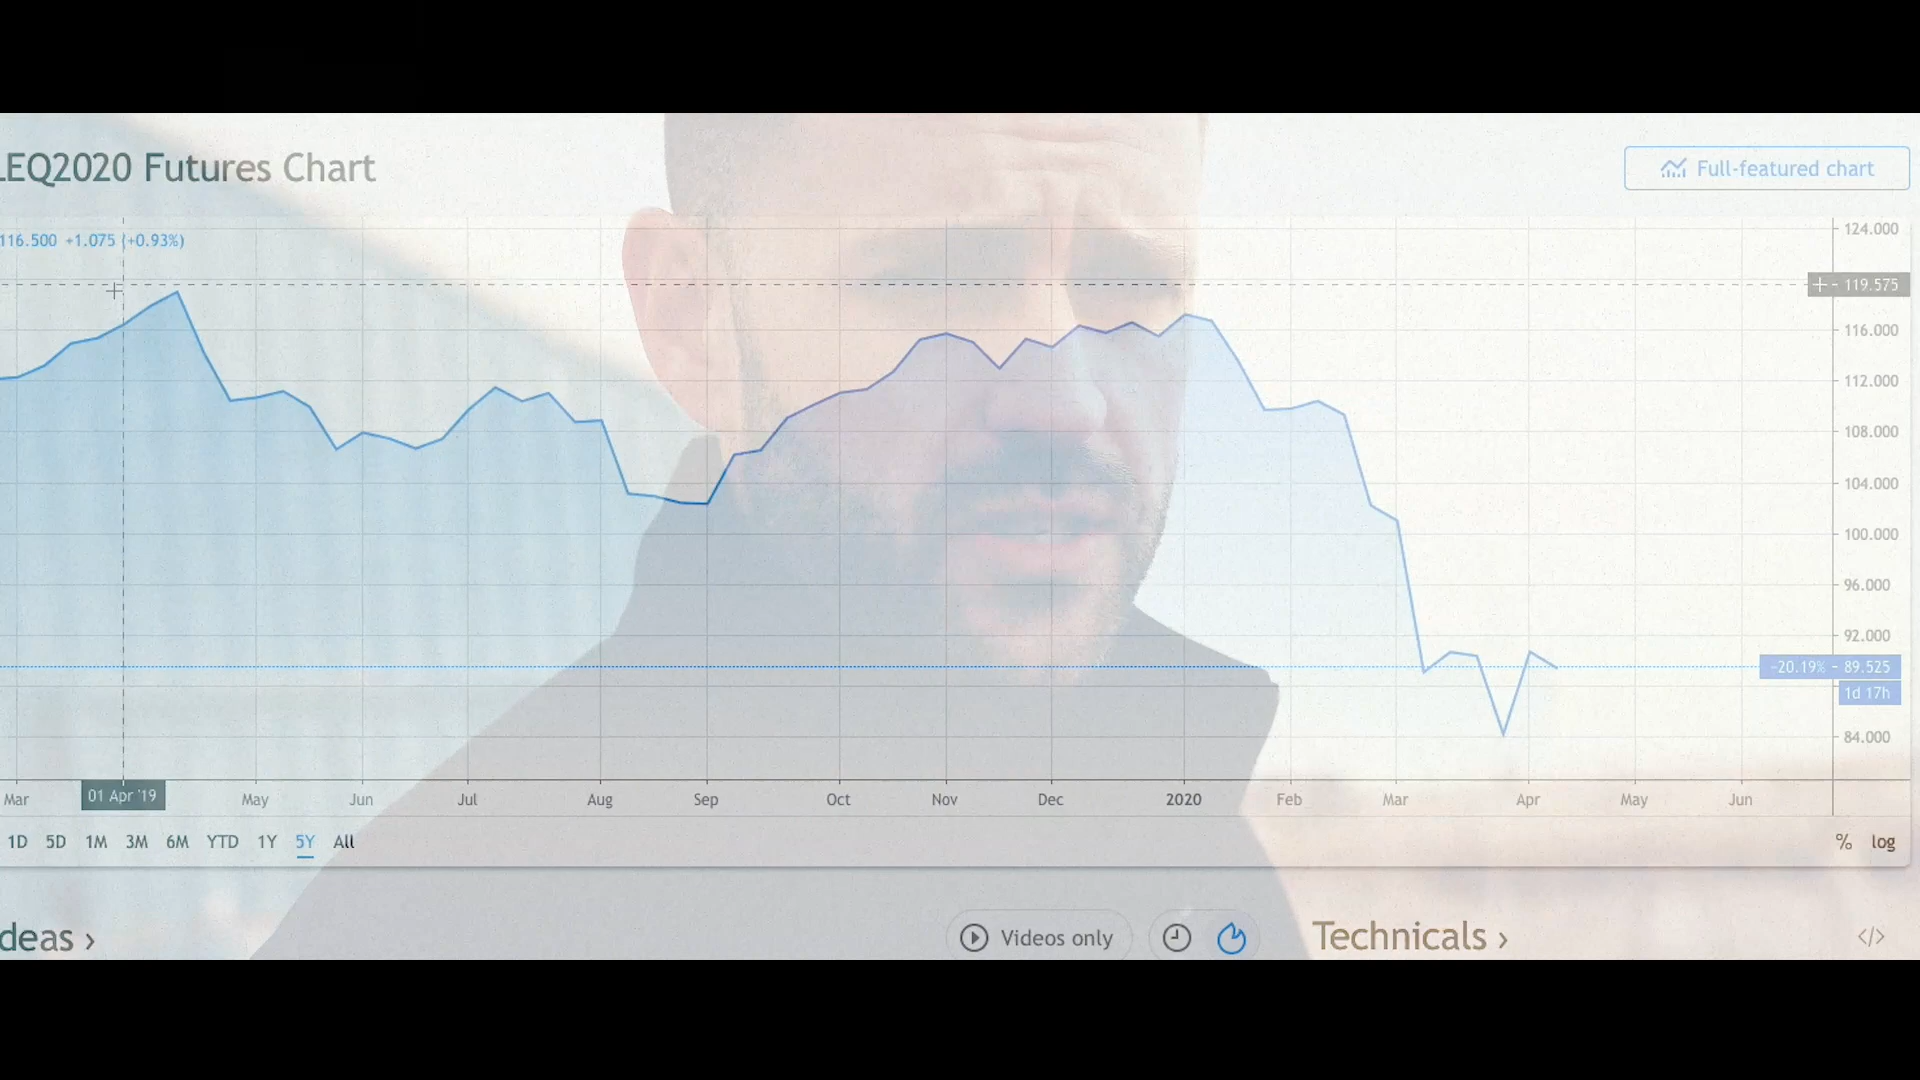 LEQ2020 Futures Chart
Full-featured chart
116.500 +1.075 (+0.93%)
124.000
119.575
116.000
112.000
108.000
104.000
100.000
96.000
92.000
-20.19% - 89.525
1d 17h
84.000
Mar 01 Apr '19 May Jun Jul Aug Sep Oct Nov Dec 2020 Feb Mar Apr May Jun
1D 5D 1M 3M 6M YTD 1Y 5Y All
% log
deas ›
Videos only
Technicals ›
</>